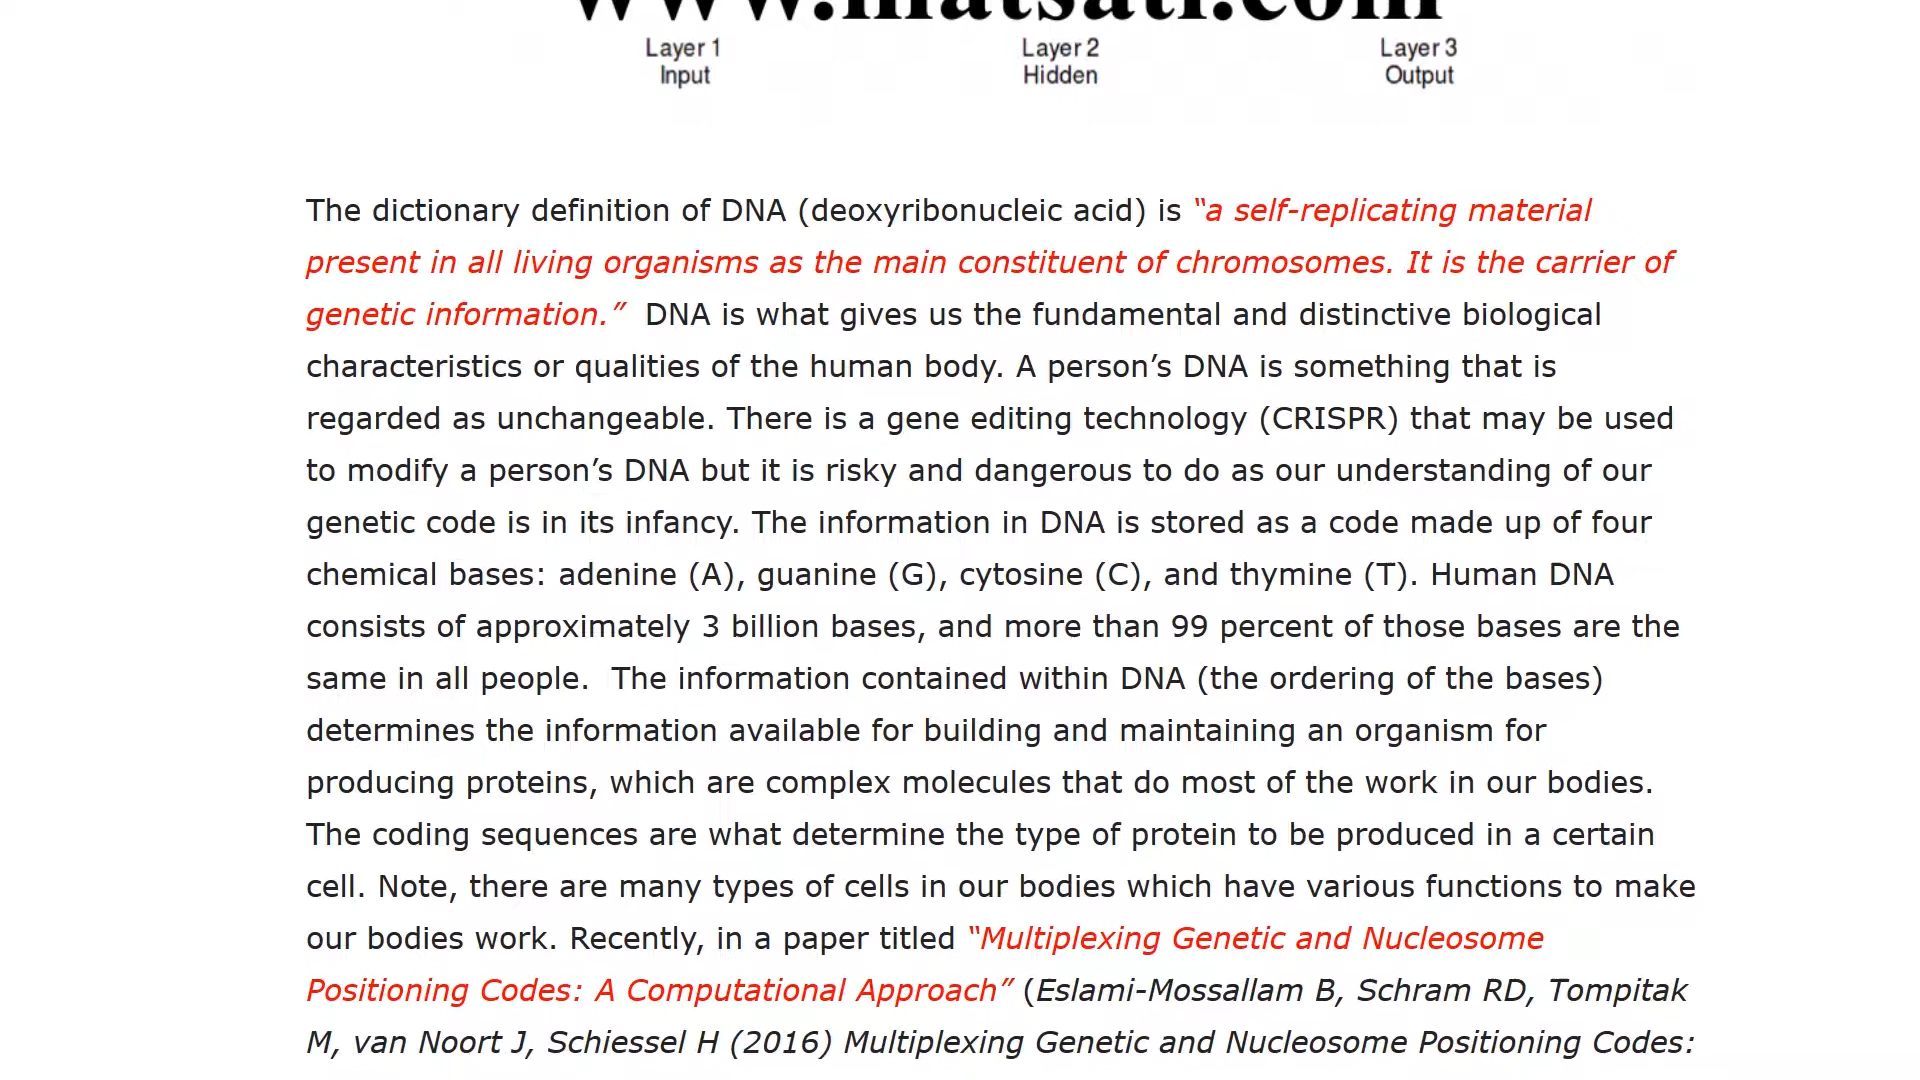 www.matsati.com
Layer 1 Layer 2 Layer 3
Input Hidden Output
The dictionary definition of DNA (deoxyribonucleic acid) is “a self-replicating material
present in all living organisms as the main constituent of chromosomes. It is the carrier of
genetic information.” DNA is what gives us the fundamental and distinctive biological
characteristics or qualities of the human body. A person’s DNA is something that is
regarded as unchangeable. There is a gene editing technology (CRISPR) that may be used
to modify a person’s DNA but it is risky and dangerous to do as our understanding of our
genetic code is in its infancy. The information in DNA is stored as a code made up of four
chemical bases: adenine (A), guanine (G), cytosine (C), and thymine (T). Human DNA
consists of approximately 3 billion bases, and more than 99 percent of those bases are the
same in all people. The information contained within DNA (the ordering of the bases)
determines the information available for building and maintaining an organism for
producing proteins, which are complex molecules that do most of the work in our bodies.
The coding sequences are what determine the type of protein to be produced in a certain
cell. Note, there are many types of cells in our bodies which have various functions to make
our bodies work. Recently, in a paper titled “Multiplexing Genetic and Nucleosome
Positioning Codes: A Computational Approach” (Eslami-Mossallam B, Schram RD, Tompitak
M, van Noort J, Schiessel H (2016) Multiplexing Genetic and Nucleosome Positioning Codes: